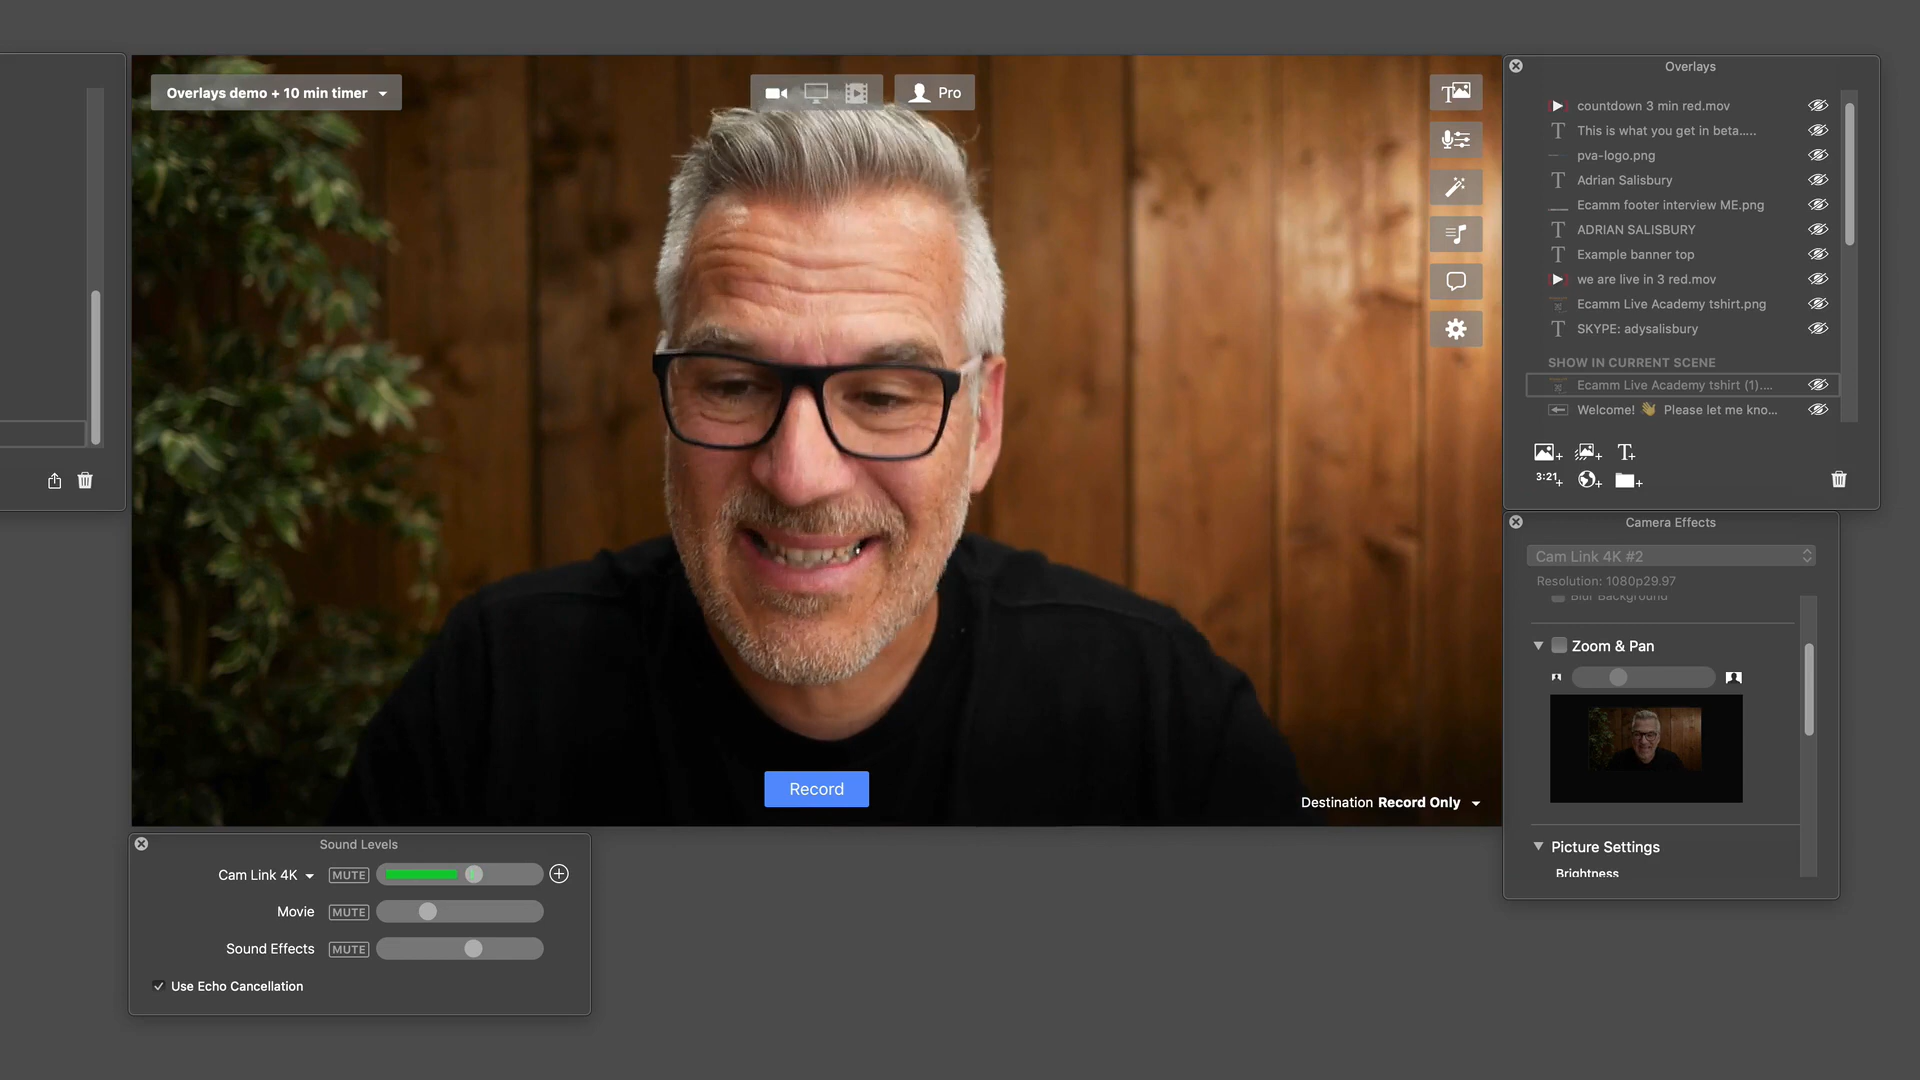 Overlays demo + 10 min timer
Pro
Overlays
countdown 3 min red.mov
This is what you get in beta.....
pva-logo.png
Adrian Salisbury
Ecamm footer interview ME.png
ADRIAN SALISBURY
Example banner top
we are live in 3 red.mov
Ecamm Live Academy tshirt.png
SKYPE: adysalisbury
SHOW IN CURRENT SCENE
Ecamm Live Academy tshirt (1)....
Welcome! 👋 Please let me kno...
3:21+
Camera Effects
Cam Link 4K #2
Resolution: 1080p29.97
Blur Background
Zoom & Pan
Picture Settings
Brightness
Record
Destination Record Only
Sound Levels
Cam Link 4K MUTE
Movie MUTE
Sound Effects MUTE
Use Echo Cancellation